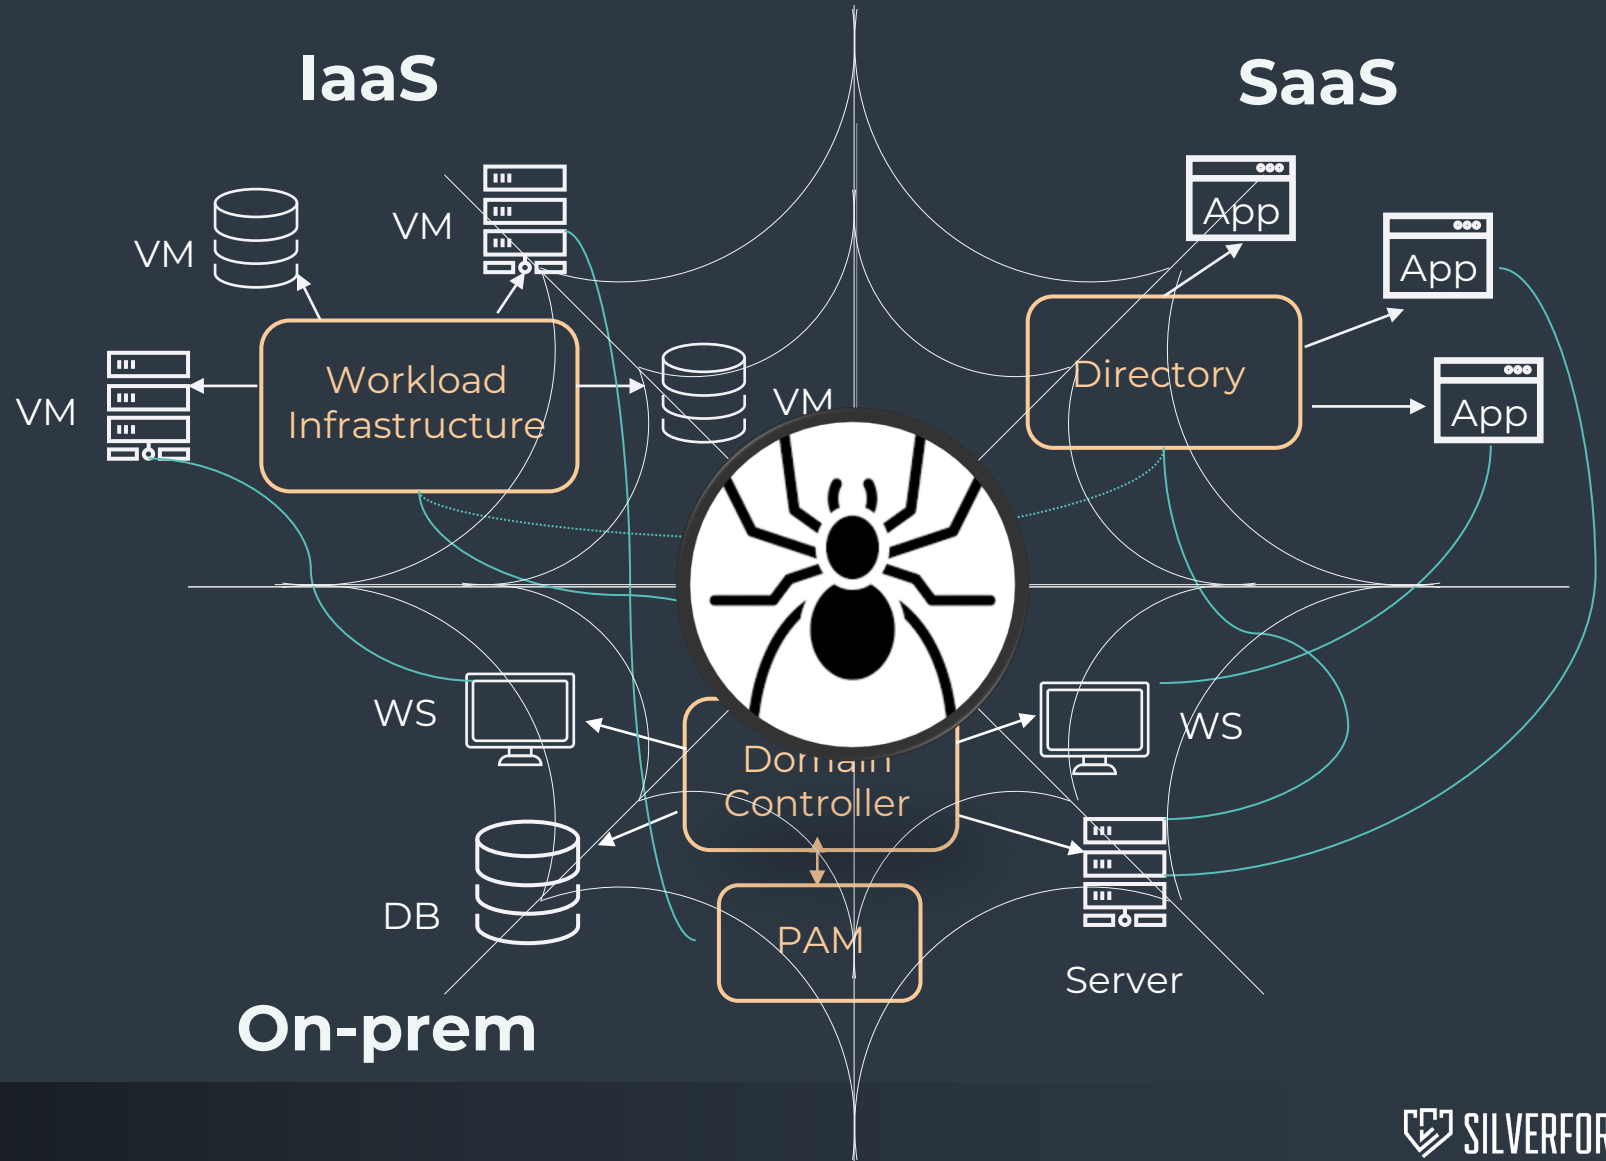 IaaS
SaaS
VM
VM
VM
VM
Workload
Infrastructure
App
App
App
Directory
WS
DB
Domain
Controller
PAM
WS
Server
On-prem
SILVERFOR